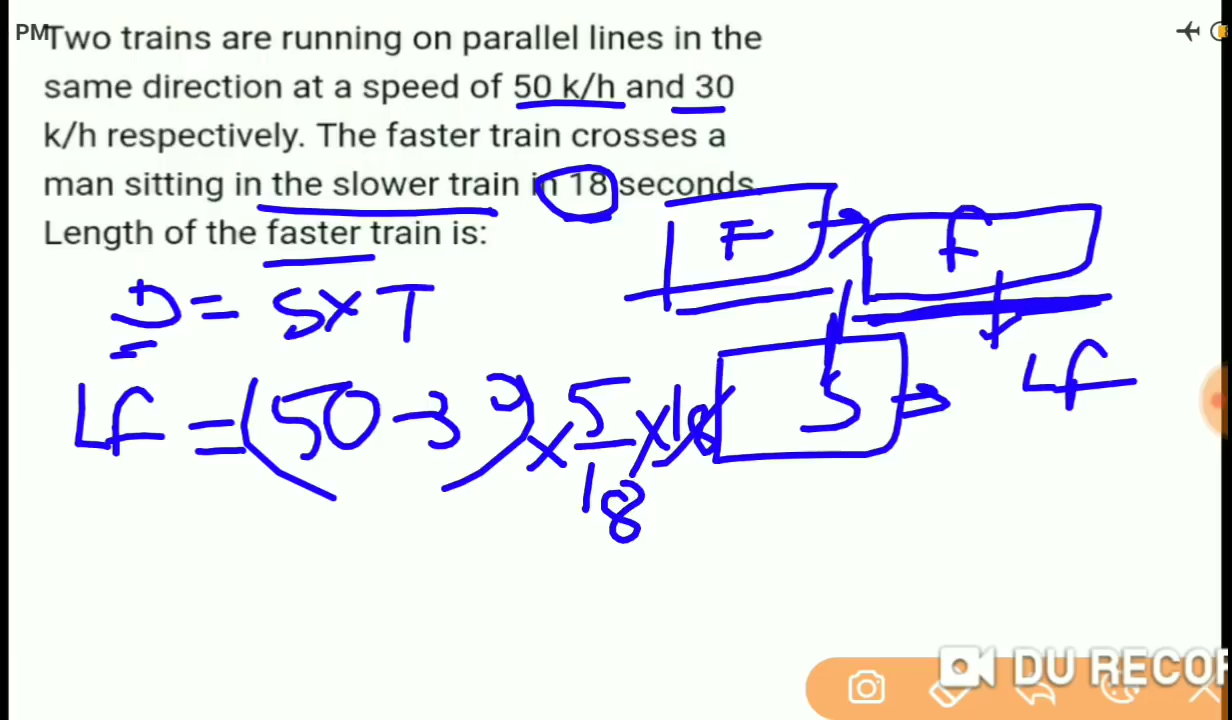 PM
Two trains are running on parallel lines in the
same direction at a speed of 50 k/h and 30
k/h respectively. The faster train crosses a
man sitting in the slower train in 18 seconds.
Length of the faster train is:
F F
D = S×T
Lf
Lf = (50-30) × 5/18 × 18 S
DU RECOR